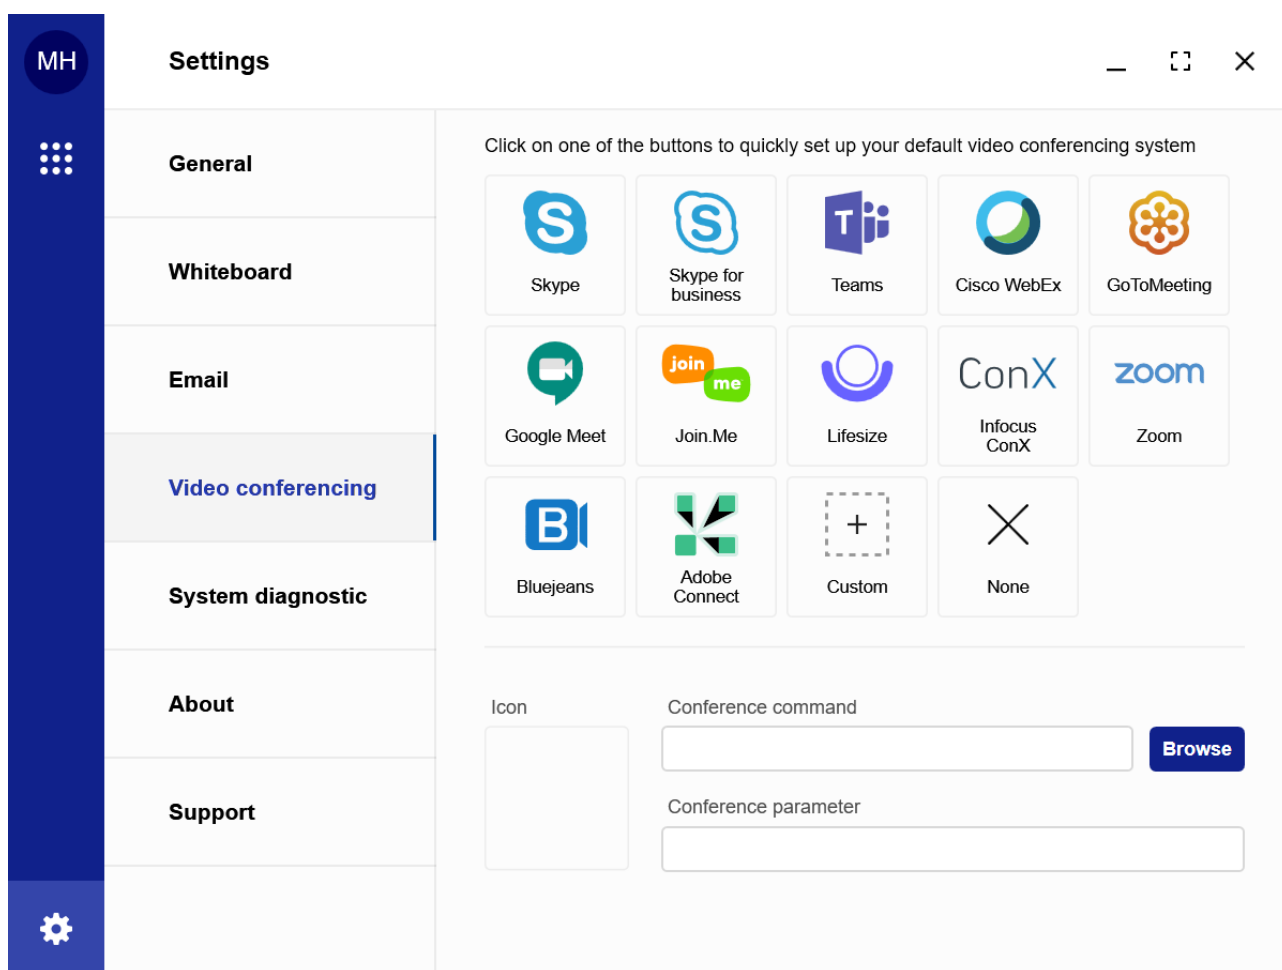 MH
Settings
General
Whiteboard
Email
Video conferencing
System diagnostic
About
Support
Click on one of the buttons to quickly set up your default video conferencing system
S
Skype
S
Skype for
business
T
Teams
Cisco WebEx
GoToMeeting
Google Meet
join
me
Join.Me
Lifesize
ConX
Infocus
ConX
zoom
Zoom
B
Bluejeans
Adobe
Connect
Custom
None
Icon
Conference command
Browse
Conference parameter